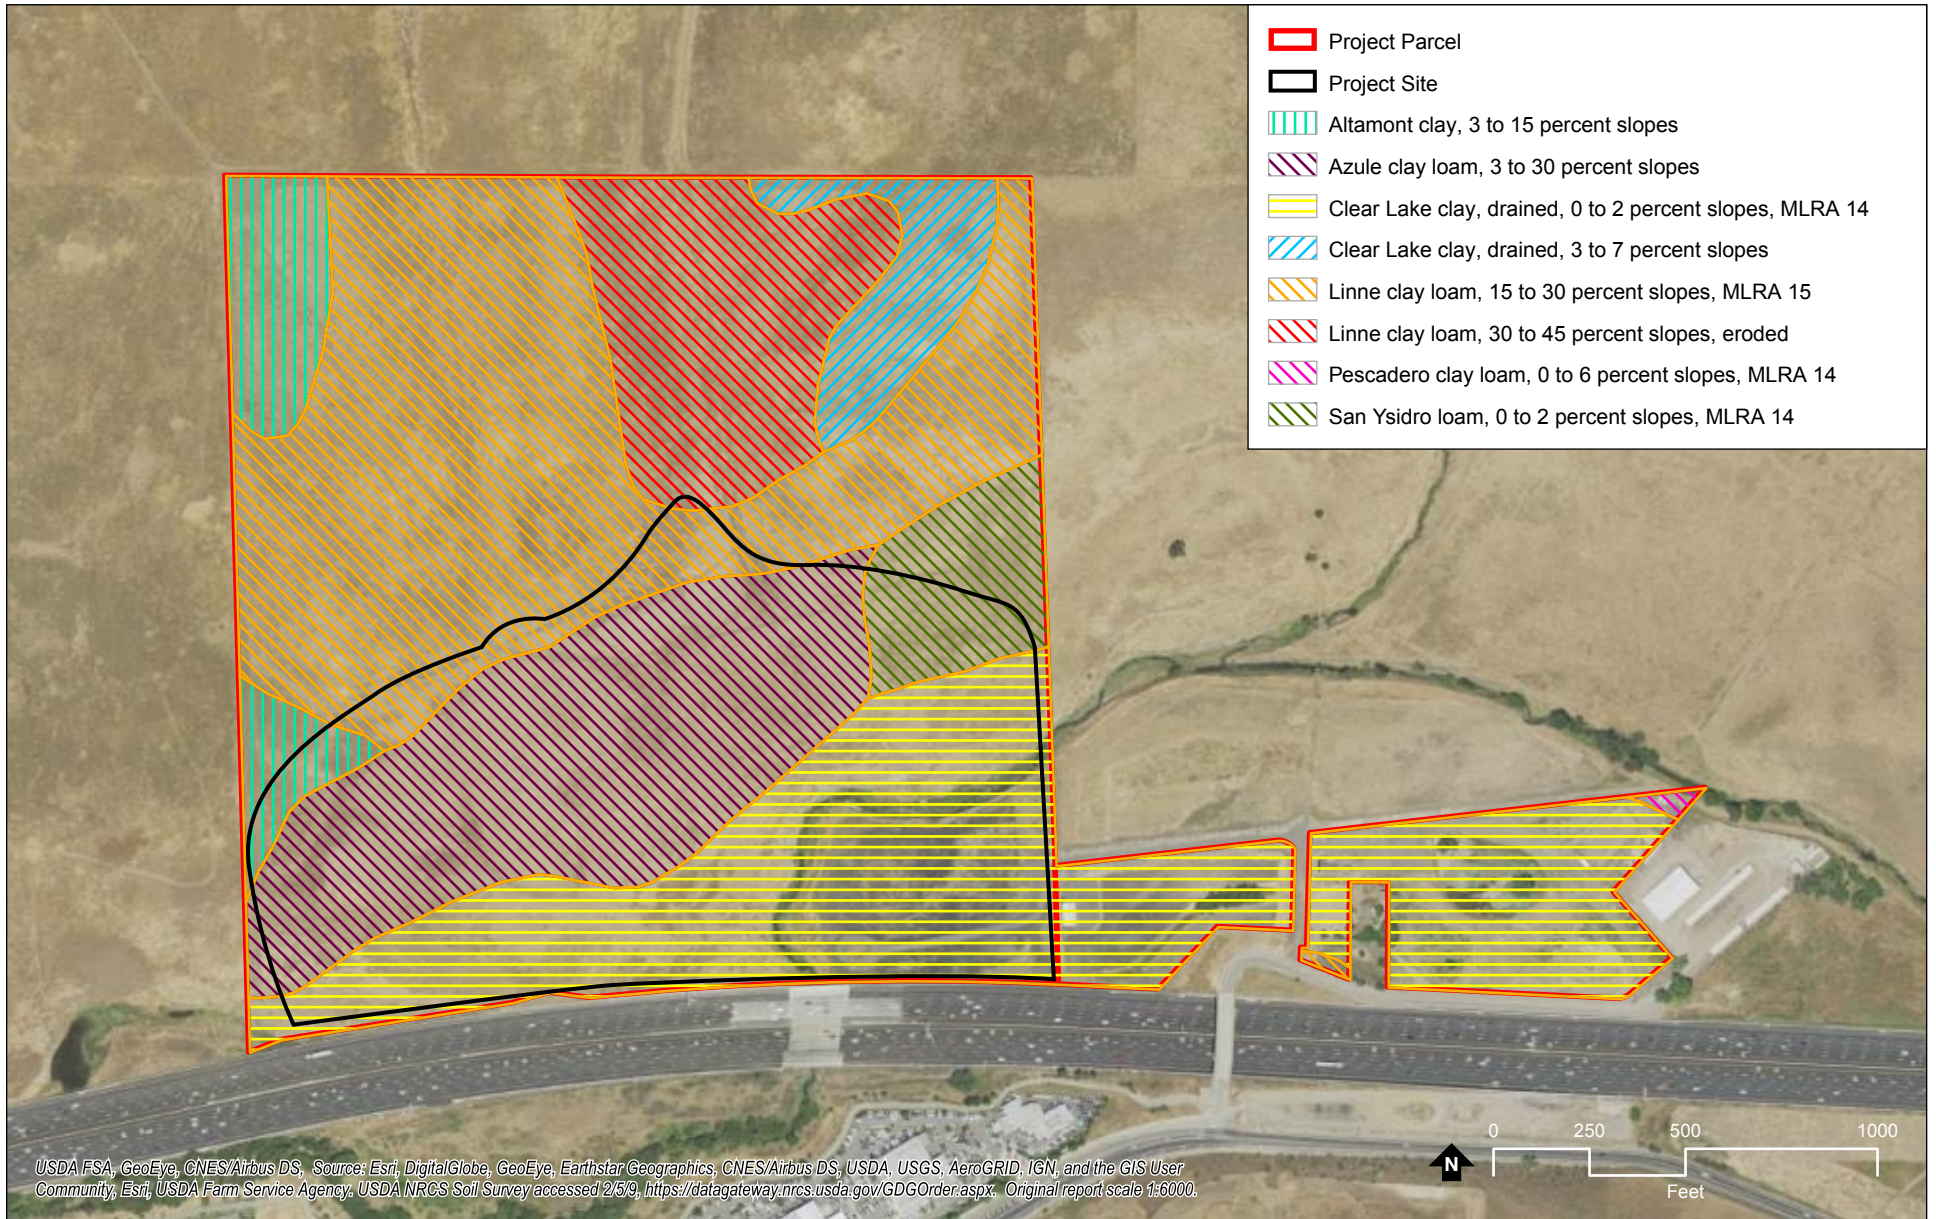 Project Parcel
Project Site
Altamont clay, 3 to 15 percent slopes
Azule clay loam, 3 to 30 percent slopes
Clear Lake clay, drained, 0 to 2 percent slopes, MLRA 14
Clear Lake clay, drained, 3 to 7 percent slopes
Linne clay loam, 15 to 30 percent slopes, MLRA 15
Linne clay loam, 30 to 45 percent slopes, eroded
Pescadero clay loam, 0 to 6 percent slopes, MLRA 14
San Ysidro loam, 0 to 2 percent slopes, MLRA 14
USDA FSA, GeoEye, CNES/Airbus DS, Source: Esri, DigitalGlobe, GeoEye, Earthstar Geographics, CNES/Airbus DS, USDA, USGS, AeroGRID, IGN, and the GIS User
Community, Esri, USDA Farm Service Agency. USDA NRCS Soil Survey accessed 2/5/9, https://datagateway.nrcs.usda.gov/GDGOrder.aspx. Original report scale 1:6000.
N
0 250 500 1000
Feet